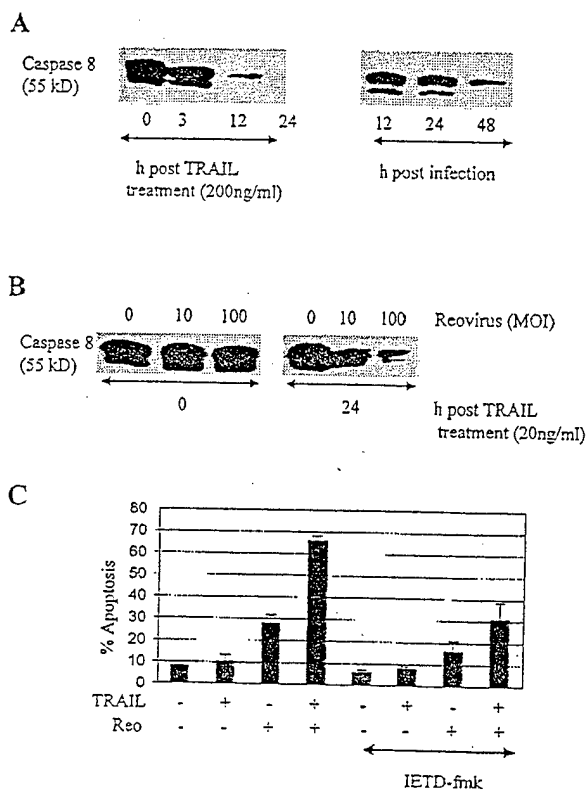 A
Caspase 8
(55 kD)
0 3 12 24
12 24 48
h post TRAIL
treatment (200ng/ml)
h post infection
B
0 10 100 0 10 100 Reovirus (MOI)
Caspase 8
(55 kD)
0 24 h post TRAIL
treatment (20ng/ml)
C
80
70
60
50
40
30
20
10
0
% Apoptosis
TRAIL - + - + - + - +
Reo - - + + - - + +
IETD-fmk